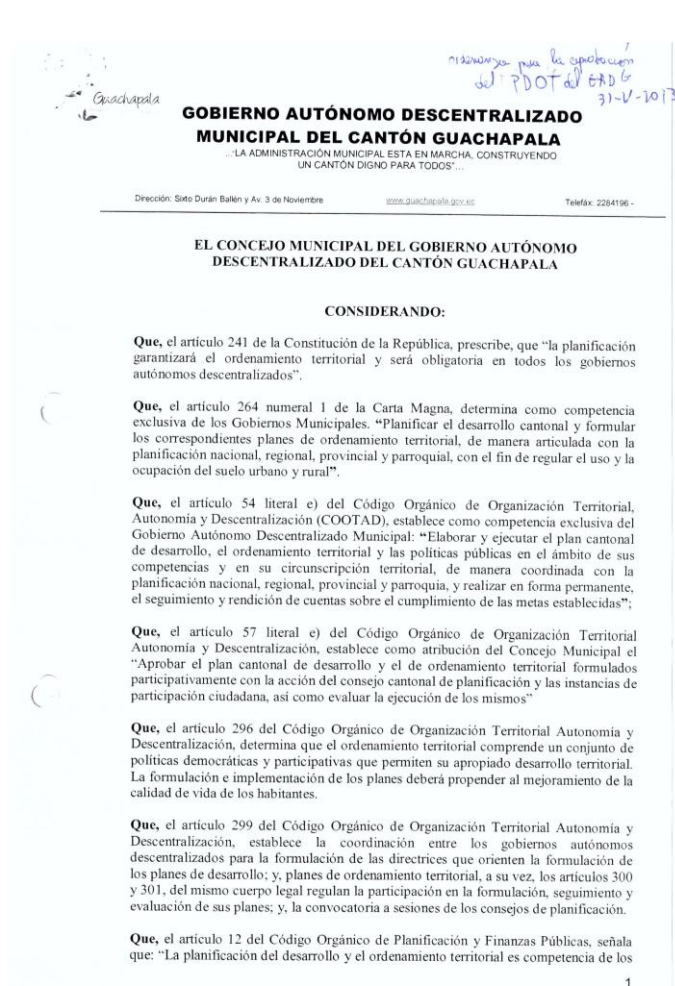 1
ordenanza para la aprobación
del PDOT del GAD G
31-V-2013
Guachapala
GOBIERNO AUTÓNOMO DESCENTRALIZADO
MUNICIPAL DEL CANTÓN GUACHAPALA
…"LA ADMINISTRACIÓN MUNICIPAL ESTA EN MARCHA, CONSTRUYENDO
UN CANTÓN DIGNO PARA TODOS"…
Dirección: Sixto Durán Ballén y Av. 3 de Noviembre www.guachapala.gov.ec Telefáx: 2284196 -
EL CONCEJO MUNICIPAL DEL GOBIERNO AUTÓNOMO
DESCENTRALIZADO DEL CANTÓN GUACHAPALA
CONSIDERANDO:
Que, el artículo 241 de la Constitución de la República, prescribe, que “la planificación
garantizará el ordenamiento territorial y será obligatoria en todos los gobiernos
autónomos descentralizados”.
Que, el artículo 264 numeral 1 de la Carta Magna, determina como competencia
exclusiva de los Gobiernos Municipales. “Planificar el desarrollo cantonal y formular
los correspondientes planes de ordenamiento territorial, de manera articulada con la
planificación nacional, regional, provincial y parroquial, con el fin de regular el uso y la
ocupación del suelo urbano y rural”.
Que, el artículo 54 literal e) del Código Orgánico de Organización Territorial,
Autonomía y Descentralización (COOTAD), establece como competencia exclusiva del
Gobierno Autónomo Descentralizado Municipal: “Elaborar y ejecutar el plan cantonal
de desarrollo, el ordenamiento territorial y las políticas públicas en el ámbito de sus
competencias y en su circunscripción territorial, de manera coordinada con la
planificación nacional, regional, provincial y parroquia, y realizar en forma permanente,
el seguimiento y rendición de cuentas sobre el cumplimiento de las metas establecidas”;
Que, el artículo 57 literal e) del Código Orgánico de Organización Territorial
Autonomía y Descentralización, establece como atribución del Concejo Municipal el
“Aprobar el plan cantonal de desarrollo y el de ordenamiento territorial formulados
participativamente con la acción del consejo cantonal de planificación y las instancias de
participación ciudadana, así como evaluar la ejecución de los mismos”
Que, el artículo 296 del Código Orgánico de Organización Territorial Autonomía y
Descentralización, determina que el ordenamiento territorial comprende un conjunto de
políticas democráticas y participativas que permiten su apropiado desarrollo territorial.
La formulación e implementación de los planes deberá propender al mejoramiento de la
calidad de vida de los habitantes.
Que, el artículo 299 del Código Orgánico de Organización Territorial Autonomía y
Descentralización, establece la coordinación entre los gobiernos autónomos
descentralizados para la formulación de las directrices que orienten la formulación de
los planes de desarrollo; y, planes de ordenamiento territorial, a su vez, los artículos 300
y 301, del mismo cuerpo legal regulan la participación en la formulación, seguimiento y
evaluación de sus planes; y, la convocatoria a sesiones de los consejos de planificación.
Que, el artículo 12 del Código Orgánico de Planificación y Finanzas Públicas, señala
que: “La planificación del desarrollo y el ordenamiento territorial es competencia de los
1